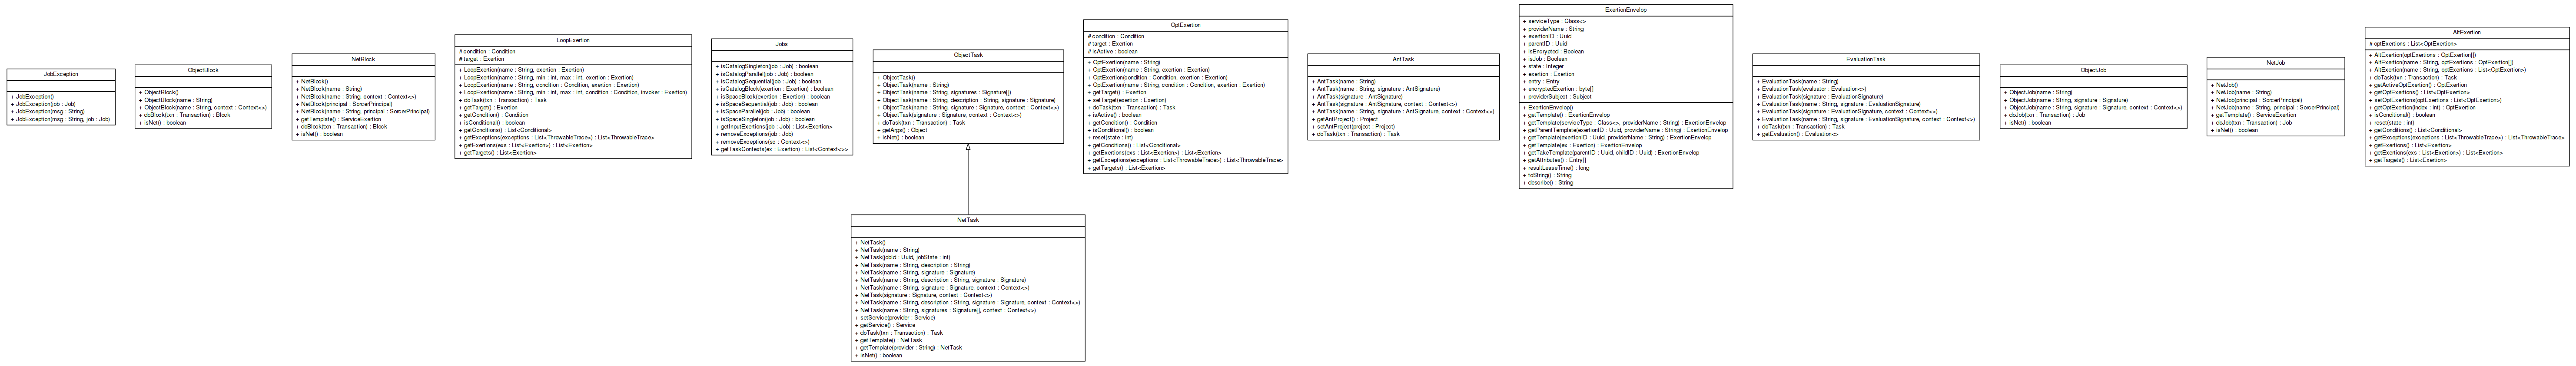 JobException
+ JobException()
+ JobException(job : Job)
+ JobException(msg : String)
+ JobException(msg : String, job : Job)
ObjectBlock
+ ObjectBlock()
+ ObjectBlock(name : String)
+ ObjectBlock(name : String, context : Context<>)
+ doBlock(txn : Transaction) : Block
+ isNet() : boolean
NetBlock
+ NetBlock()
+ NetBlock(name : String)
+ NetBlock(name : String, context : Context<>)
+ NetBlock(principal : SorcerPrincipal)
+ NetBlock(name : String, principal : SorcerPrincipal)
+ getTemplate() : ServiceExertion
+ doBlock(txn : Transaction) : Block
+ isNet() : boolean
LoopExertion
# condition : Condition
# target : Exertion
+ LoopExertion(name : String, exertion : Exertion)
+ LoopExertion(name : String, min : int, max : int, exertion : Exertion)
+ LoopExertion(name : String, condition : Condition, exertion : Exertion)
+ LoopExertion(name : String, min : int, max : int, condition : Condition, invoker : Exertion)
+ doTask(txn : Transaction) : Task
+ getTarget() : Exertion
+ getCondition() : Condition
+ isConditional() : boolean
+ getConditions() : List<Conditional>
+ getExceptions(exceptions : List<ThrowableTrace>) : List<ThrowableTrace>
+ getExertions(exs : List<Exertion>) : List<Exertion>
+ getTargets() : List<Exertion>
Jobs
+ isCatalogSingleton(job : Job) : boolean
+ isCatalogParallel(job : Job) : boolean
+ isCatalogSequential(job : Job) : boolean
+ isCatalogBlock(exertion : Exertion) : boolean
+ isSpaceBlock(exertion : Exertion) : boolean
+ isSpaceSequential(job : Job) : boolean
+ isSpaceParallel(job : Job) : boolean
+ isSpaceSingleton(job : Job) : boolean
+ getInputExertions(job : Job) : List<Exertion>
+ removeExceptions(job : Job)
+ removeExceptions(sc : Context<>)
+ getTaskContexts(ex : Exertion) : List<Context<>>
ObjectTask
+ ObjectTask()
+ ObjectTask(name : String)
+ ObjectTask(name : String, signatures : Signature[])
+ ObjectTask(name : String, description : String, signature : Signature)
+ ObjectTask(name : String, signature : Signature, context : Context<>)
+ ObjectTask(signature : Signature, context : Context<>)
+ doTask(txn : Transaction) : Task
+ getArgs() : Object
+ isNet() : boolean
NetTask
+ NetTask()
+ NetTask(name : String)
+ NetTask(jobId : Uuid, jobState : int)
+ NetTask(name : String, description : String)
+ NetTask(name : String, signature : Signature)
+ NetTask(name : String, description : String, signature : Signature)
+ NetTask(name : String, signature : Signature, context : Context<>)
+ NetTask(signature : Signature, context : Context<>)
+ NetTask(name : String, description : String, signature : Signature, context : Context<>)
+ NetTask(name : String, signatures : Signature[], context : Context<>)
+ setService(provider : Service)
+ getService() : Service
+ doTask(txn : Transaction) : Task
+ getTemplate() : NetTask
+ getTemplate(provider : String) : NetTask
+ isNet() : boolean
OptExertion
# condition : Condition
# target : Exertion
# isActive : boolean
+ OptExertion(name : String)
+ OptExertion(name : String, exertion : Exertion)
+ OptExertion(condition : Condition, exertion : Exertion)
+ OptExertion(name : String, condition : Condition, exertion : Exertion)
+ getTarget() : Exertion
+ setTarget(exertion : Exertion)
+ doTask(txn : Transaction) : Task
+ isActive() : boolean
+ getCondition() : Condition
+ isConditional() : boolean
+ reset(state : int)
+ getConditions() : List<Conditional>
+ getExertions(exs : List<Exertion>) : List<Exertion>
+ getExceptions(exceptions : List<ThrowableTrace>) : List<ThrowableTrace>
+ getTargets() : List<Exertion>
AntTask
+ AntTask(name : String)
+ AntTask(name : String, signature : AntSignature)
+ AntTask(signature : AntSignature)
+ AntTask(signature : AntSignature, context : Context<>)
+ AntTask(name : String, signature : AntSignature, context : Context<>)
+ getAntProject() : Project
+ setAntProject(project : Project)
+ doTask(txn : Transaction) : Task
ExertionEnvelop
+ serviceType : Class<>
+ providerName : String
+ exertionID : Uuid
+ parentID : Uuid
+ isEncrypted : Boolean
+ isJob : Boolean
+ state : Integer
+ exertion : Exertion
+ entry : Entry
+ encryptedExertion : byte[]
+ providerSubject : Subject
+ ExertionEnvelop()
+ getTemplate() : ExertionEnvelop
+ getTemplate(serviceType : Class<>, providerName : String) : ExertionEnvelop
+ getParentTemplate(exertionID : Uuid, providerName : String) : ExertionEnvelop
+ getTemplate(exertionID : Uuid, providerName : String) : ExertionEnvelop
+ getTemplate(ex : Exertion) : ExertionEnvelop
+ getTakeTemplate(parentID : Uuid, childID : Uuid) : ExertionEnvelop
+ getAttributes() : Entry[]
+ resultLeaseTime() : long
+ toString() : String
+ describe() : String
EvaluationTask
+ EvaluationTask(name : String)
+ EvaluationTask(evaluator : Evaluation<>)
+ EvaluationTask(signature : EvaluationSignature)
+ EvaluationTask(name : String, signature : EvaluationSignature)
+ EvaluationTask(signature : EvaluationSignature, context : Context<>)
+ EvaluationTask(name : String, signature : EvaluationSignature, context : Context<>)
+ doTask(txn : Transaction) : Task
+ getEvaluation() : Evaluation<>
ObjectJob
+ ObjectJob(name : String)
+ ObjectJob(name : String, signature : Signature)
+ ObjectJob(name : String, signature : Signature, context : Context<>)
+ doJob(txn : Transaction) : Job
+ isNet() : boolean
NetJob
+ NetJob()
+ NetJob(name : String)
+ NetJob(principal : SorcerPrincipal)
+ NetJob(name : String, principal : SorcerPrincipal)
+ getTemplate() : ServiceExertion
+ doJob(txn : Transaction) : Job
+ isNet() : boolean
AltExertion
# optExertions : List<OptExertion>
+ AltExertion(optExertions : OptExertion[])
+ AltExertion(name : String, optExertions : OptExertion[])
+ AltExertion(name : String, optExertions : List<OptExertion>)
+ doTask(txn : Transaction) : Task
+ getActiveOptExertion() : OptExertion
+ getOptExertions() : List<OptExertion>
+ getOptExertion(index : int) : OptExertion
+ setOptExertions(optExertions : List<OptExertion>)
+ isConditional() : boolean
+ reset(state : int)
+ getConditions() : List<Conditional>
+ getExceptions(exceptions : List<ThrowableTrace>) : List<ThrowableTrace>
+ getExertions() : List<Exertion>
+ getExertions(exs : List<Exertion>) : List<Exertion>
+ getTargets() : List<Exertion>